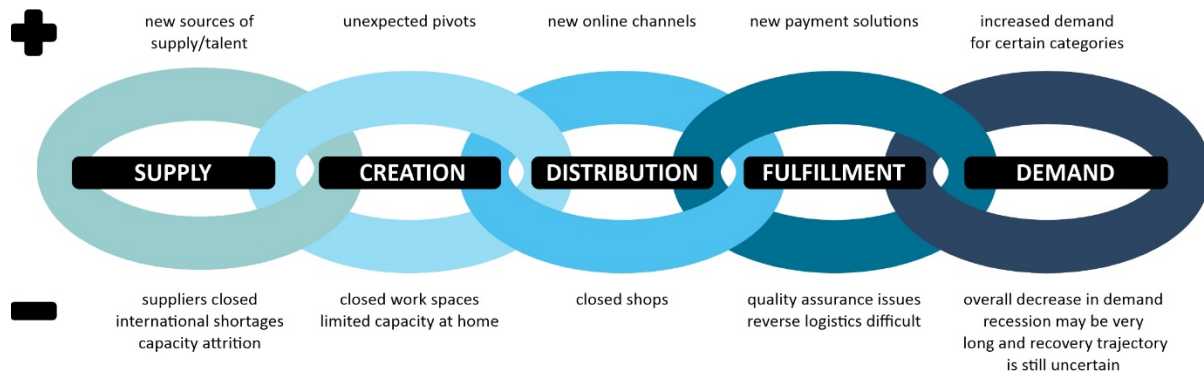 new sources of
supply/talent
unexpected pivots
new online channels
new payment solutions
increased demand
for certain categories
SUPPLY
CREATION
DISTRIBUTION
FULFILLMENT
DEMAND
suppliers closed
international shortages
capacity attrition
closed work spaces
limited capacity at home
closed shops
quality assurance issues
reverse logistics difficult
overall decrease in demand
recession may be very
long and recovery trajectory
is still uncertain